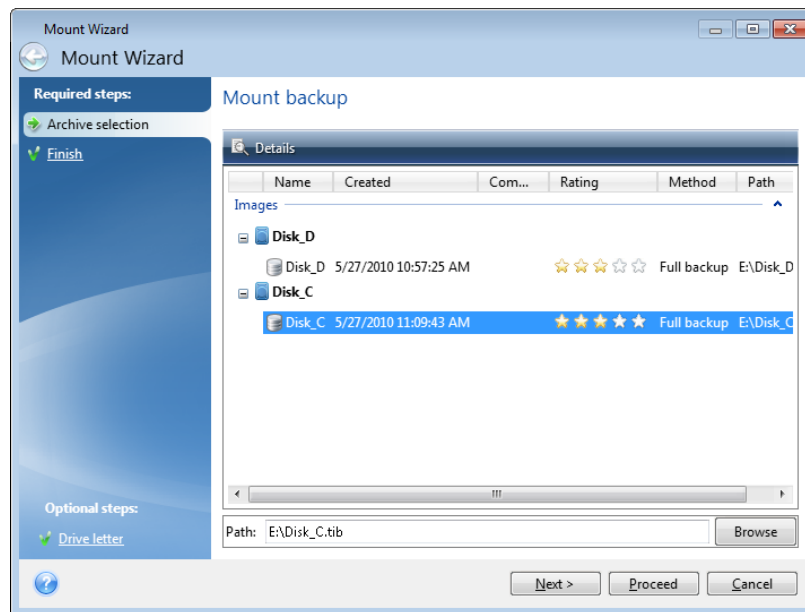 Mount Wizard
Mount Wizard
Required steps:
Archive selection
Finish
Optional steps:
Drive letter
Mount backup
Details
Name Created Com... Rating Method Path
Images
Disk_D
Disk_D 5/27/2010 10:57:25 AM Full backup E:\Disk_D
Disk_C
Disk_C 5/27/2010 11:09:43 AM Full backup E:\Disk_C
Path: E:\Disk_C.tib Browse
Next > Proceed Cancel